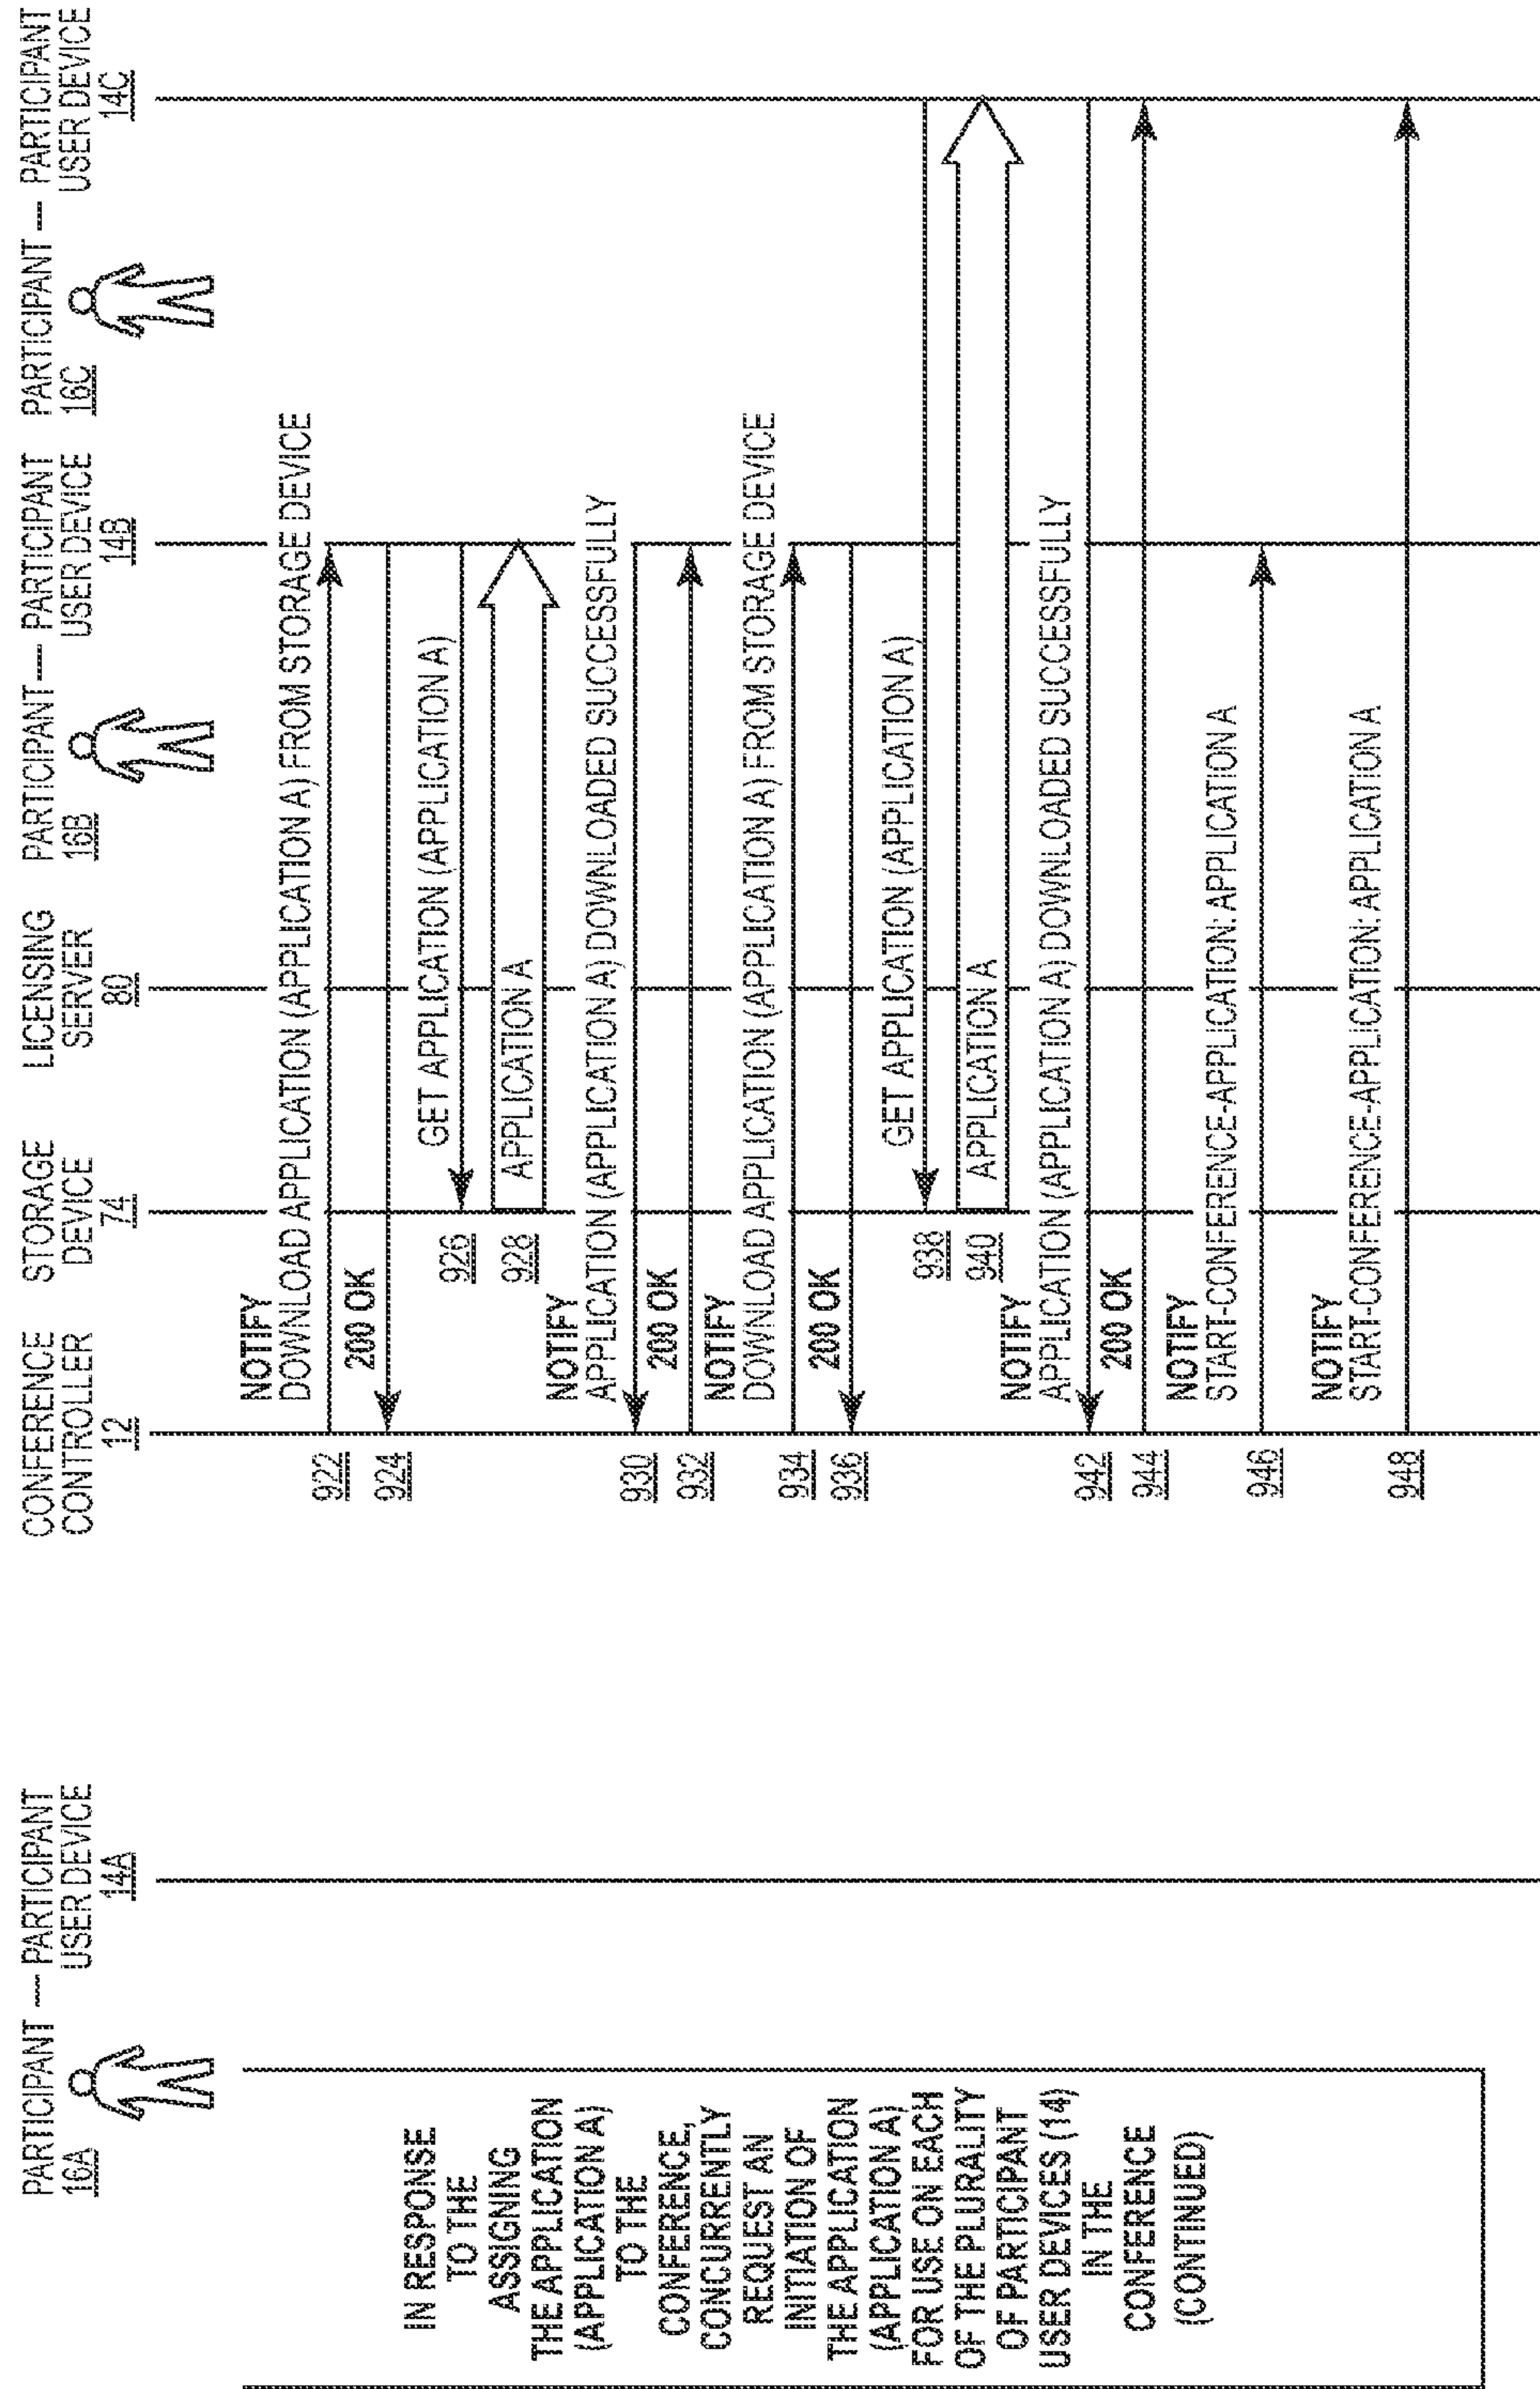 PARTICIPANT --- PARTICIPANT
16A
USER DEVICE
14A
CONFERENCE
CONTROLLER
12
STORAGE
DEVICE
74
LICENSING
SERVER
80
PARTICIPANT --- PARTICIPANT
16B
USER DEVICE
14B
PARTICIPANT --- PARTICIPANT
16C
USER DEVICE
14C
IN RESPONSE
TO THE
ASSIGNING
THE APPLICATION
(APPLICATION A)
TO THE
CONFERENCE,
CONCURRENTLY
REQUEST AN
INITIATION OF
THE APPLICATION
(APPLICATION A)
FOR USE ON EACH
OF THE PLURALITY
OF PARTICIPANT
USER DEVICES (14)
IN THE
CONFERENCE
(CONTINUED)
NOTIFY
DOWNLOAD APPLICATION (APPLICATION A) FROM STORAGE DEVICE
922
200 OK
924
GET APPLICATION (APPLICATION A)
926
APPLICATION A
928
NOTIFY
APPLICATION (APPLICATION A) DOWNLOADED SUCCESSFULLY
930
200 OK
932
NOTIFY
DOWNLOAD APPLICATION (APPLICATION A) FROM STORAGE DEVICE
934
200 OK
936
GET APPLICATION (APPLICATION A)
938
APPLICATION A
940
NOTIFY
APPLICATION (APPLICATION A) DOWNLOADED SUCCESSFULLY
942
200 OK
944
NOTIFY
START-CONFERENCE-APPLICATION: APPLICATION A
946
NOTIFY
START-CONFERENCE-APPLICATION: APPLICATION A
948